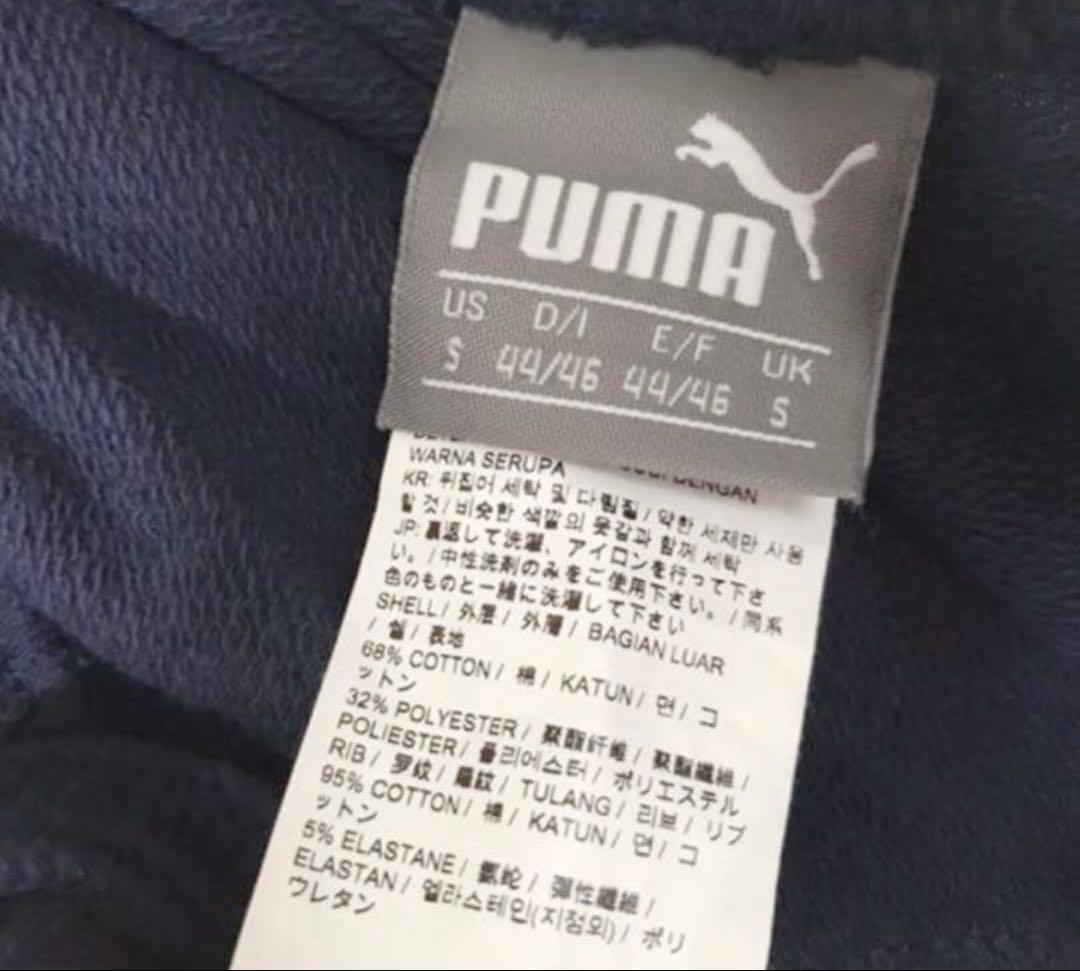 PUMA
US D/I E/F UK
S 44/46 44/46 S
DENGAN
WARNA SERUPA
KR: 뒤집어 세탁 및 다림질 / 약한 세제만 사용
할 것 / 비슷한 색깔의 옷감과 함께 세탁
JP: 裏返して洗濯、アイロンを行って下さ
い。/ 中性洗剤のみをご使用下さい。/ 同系
色のものと一緒に洗濯して下さい
SHELL / 外层 / 外層 / BAGIAN LUAR
/ 쉘 / 表地
68% COTTON / 棉 / KATUN / 면 / コ
ットン
32% POLYESTER / 聚酯纤维 / 聚酯纖維 /
POLIESTER / 폴리에스터 / ポリエステル
RIB / 罗纹 / 羅紋 / TULANG / 리브 / リブ
95% COTTON / 棉 / KATUN / 면 / コ
ットン
5% ELASTANE / 氨纶 / 彈性纖維 /
ELASTAN / 엘라스테인(지점외) / ポリ
ウレタン